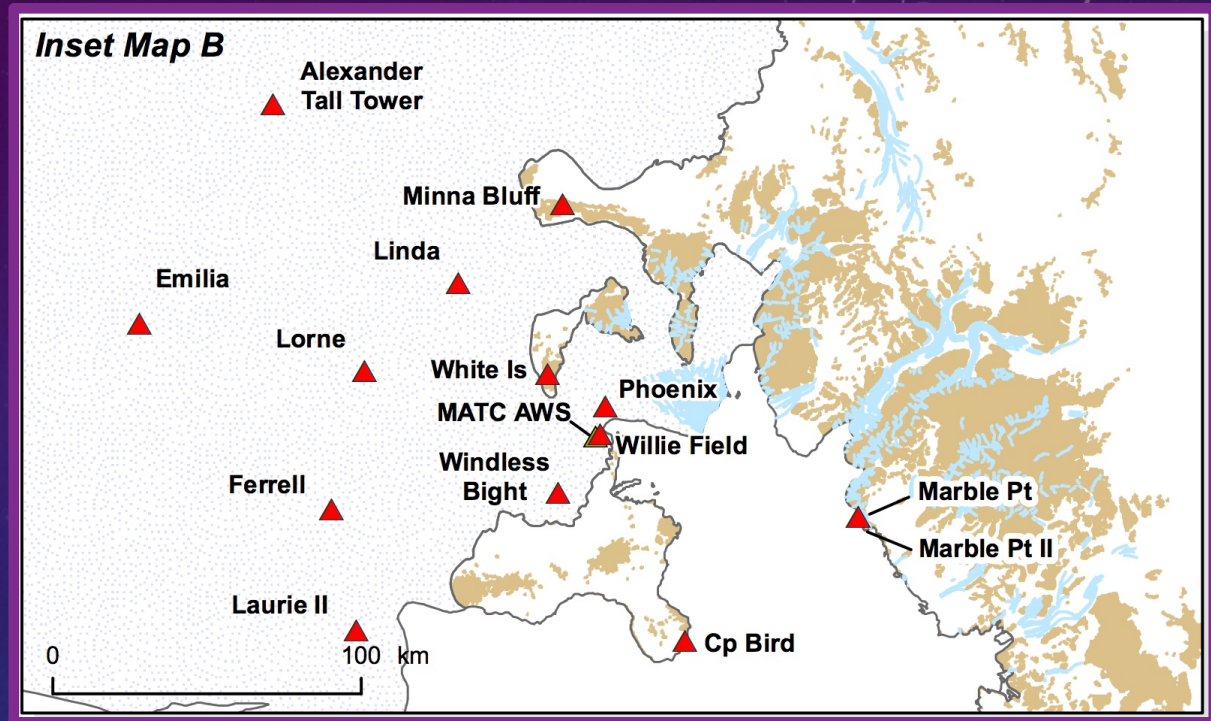 Inset Map B
Alexander
Tall Tower
Minna Bluff
Linda
Emilia
Lorne
White Is
Phoenix
MATC AWS
Willie Field
Windless
Bight
Ferrell
Marble Pt
Marble Pt II
Laurie II
Cp Bird
0 100 km